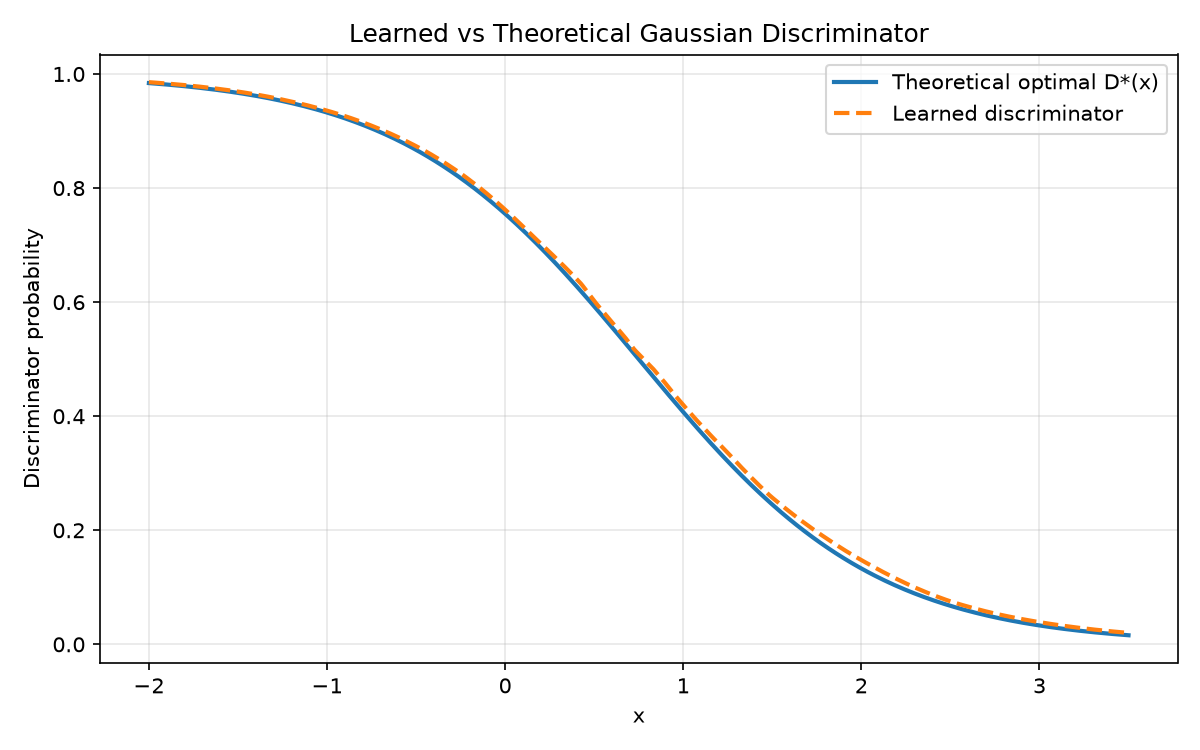 Learned vs Theoretical Gaussian Discriminator
Theoretical optimal D*(x)
Learned discriminator
Discriminator probability
1.0
0.8
0.6
0.4
0.2
0.0
−2
−1
0
1
2
3
x